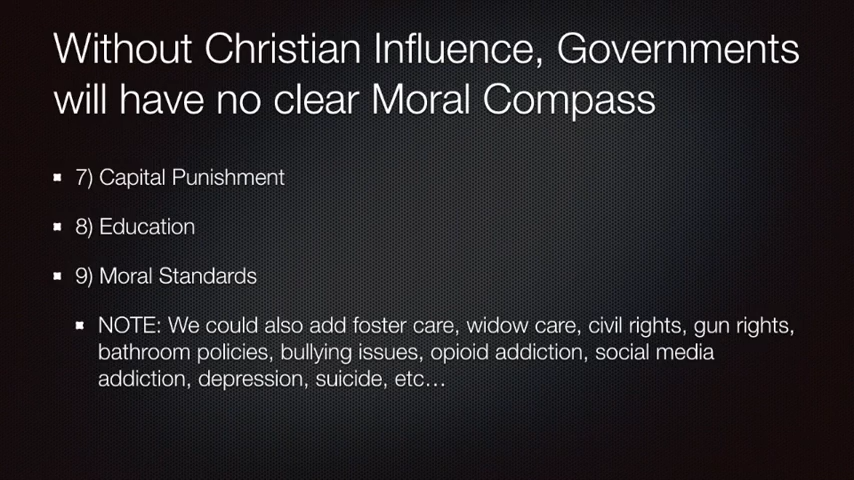 Without Christian Influence, Governments
will have no clear Moral Compass
7) Capital Punishment
8) Education
9) Moral Standards
NOTE: We could also add foster care, widow care, civil rights, gun rights,
bathroom policies, bullying issues, opioid addiction, social media
addiction, depression, suicide, etc…